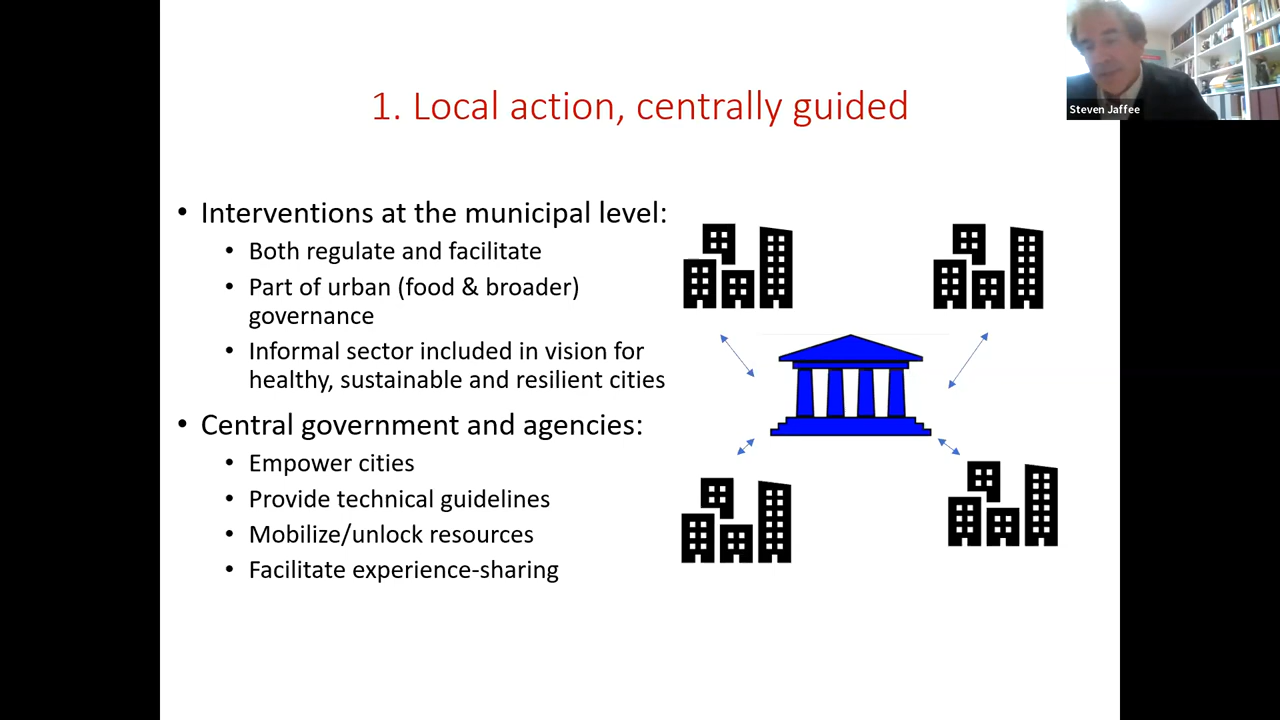 1. Local action, centrally guided
Steven Jaffee
• Interventions at the municipal level:
• Both regulate and facilitate
• Part of urban (food & broader)
governance
• Informal sector included in vision for
healthy, sustainable and resilient cities
• Central government and agencies:
• Empower cities
• Provide technical guidelines
• Mobilize/unlock resources
• Facilitate experience-sharing